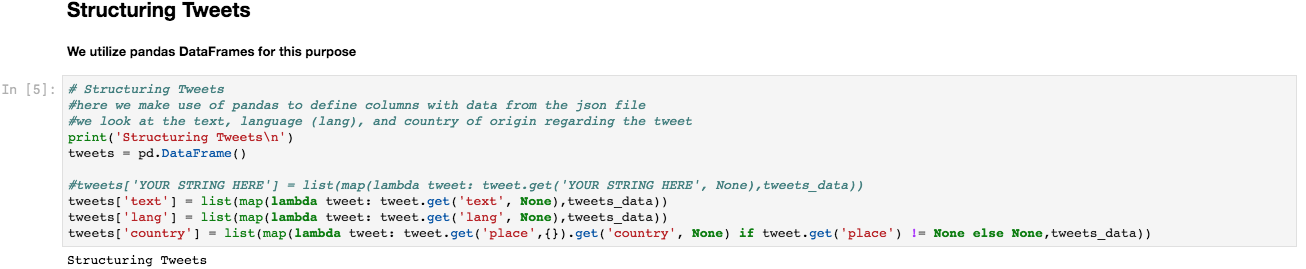 Structuring Tweets
We utilize pandas DataFrames for this purpose
In [5]:
# Structuring Tweets
#here we make use of pandas to define columns with data from the json file
#we look at the text, language (lang), and country of origin regarding the tweet
print('Structuring Tweets\n')
tweets = pd.DataFrame()
#tweets['YOUR STRING HERE'] = list(map(lambda tweet: tweet.get('YOUR STRING HERE', None),tweets_data))
tweets['text'] = list(map(lambda tweet: tweet.get('text', None),tweets_data))
tweets['lang'] = list(map(lambda tweet: tweet.get('lang', None),tweets_data))
tweets['country'] = list(map(lambda tweet: tweet.get('place',{}).get('country', None) if tweet.get('place') != None else None,tweets_data))
Structuring Tweets